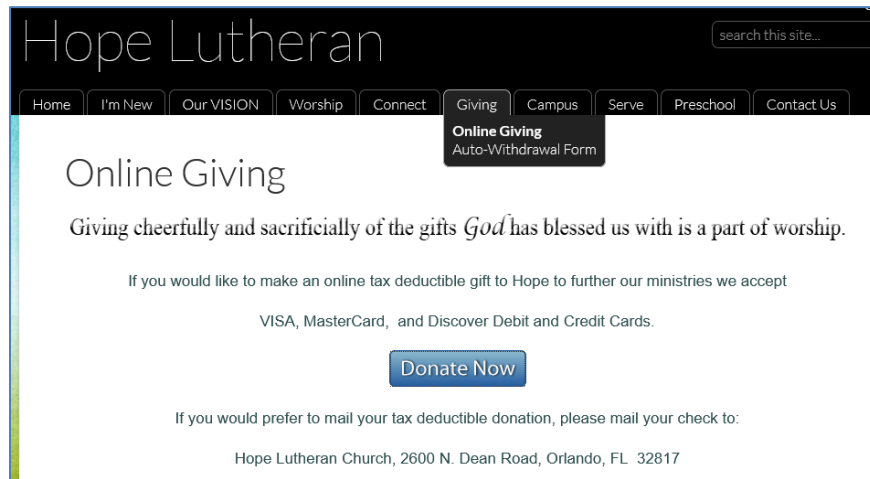 Hope Lutheran
search this site...
Home I'm New Our VISION Worship Connect Giving Campus Serve Preschool Contact Us
Online Giving
Auto-Withdrawal Form
Online Giving
Giving cheerfully and sacrificially of the gifts God has blessed us with is a part of worship.
If you would like to make an online tax deductible gift to Hope to further our ministries we accept
VISA, MasterCard, and Discover Debit and Credit Cards.
Donate Now
If you would prefer to mail your tax deductible donation, please mail your check to:
Hope Lutheran Church, 2600 N. Dean Road, Orlando, FL 32817